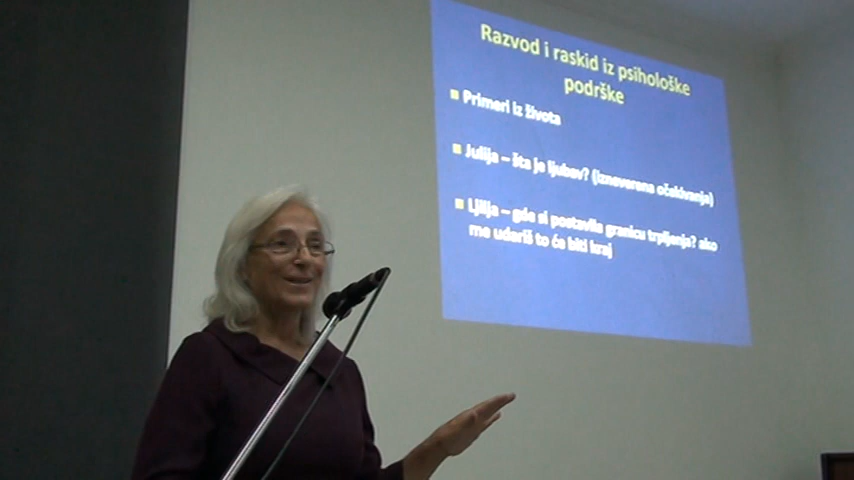 Razvod i raskid iz psihološke
podrške
Primeri iz života
Julija – šta je ljubav? (izneverena očekivanja)
Ljilja – gde si postavila granicu trpljenja? ako
me udariš to će biti kraj